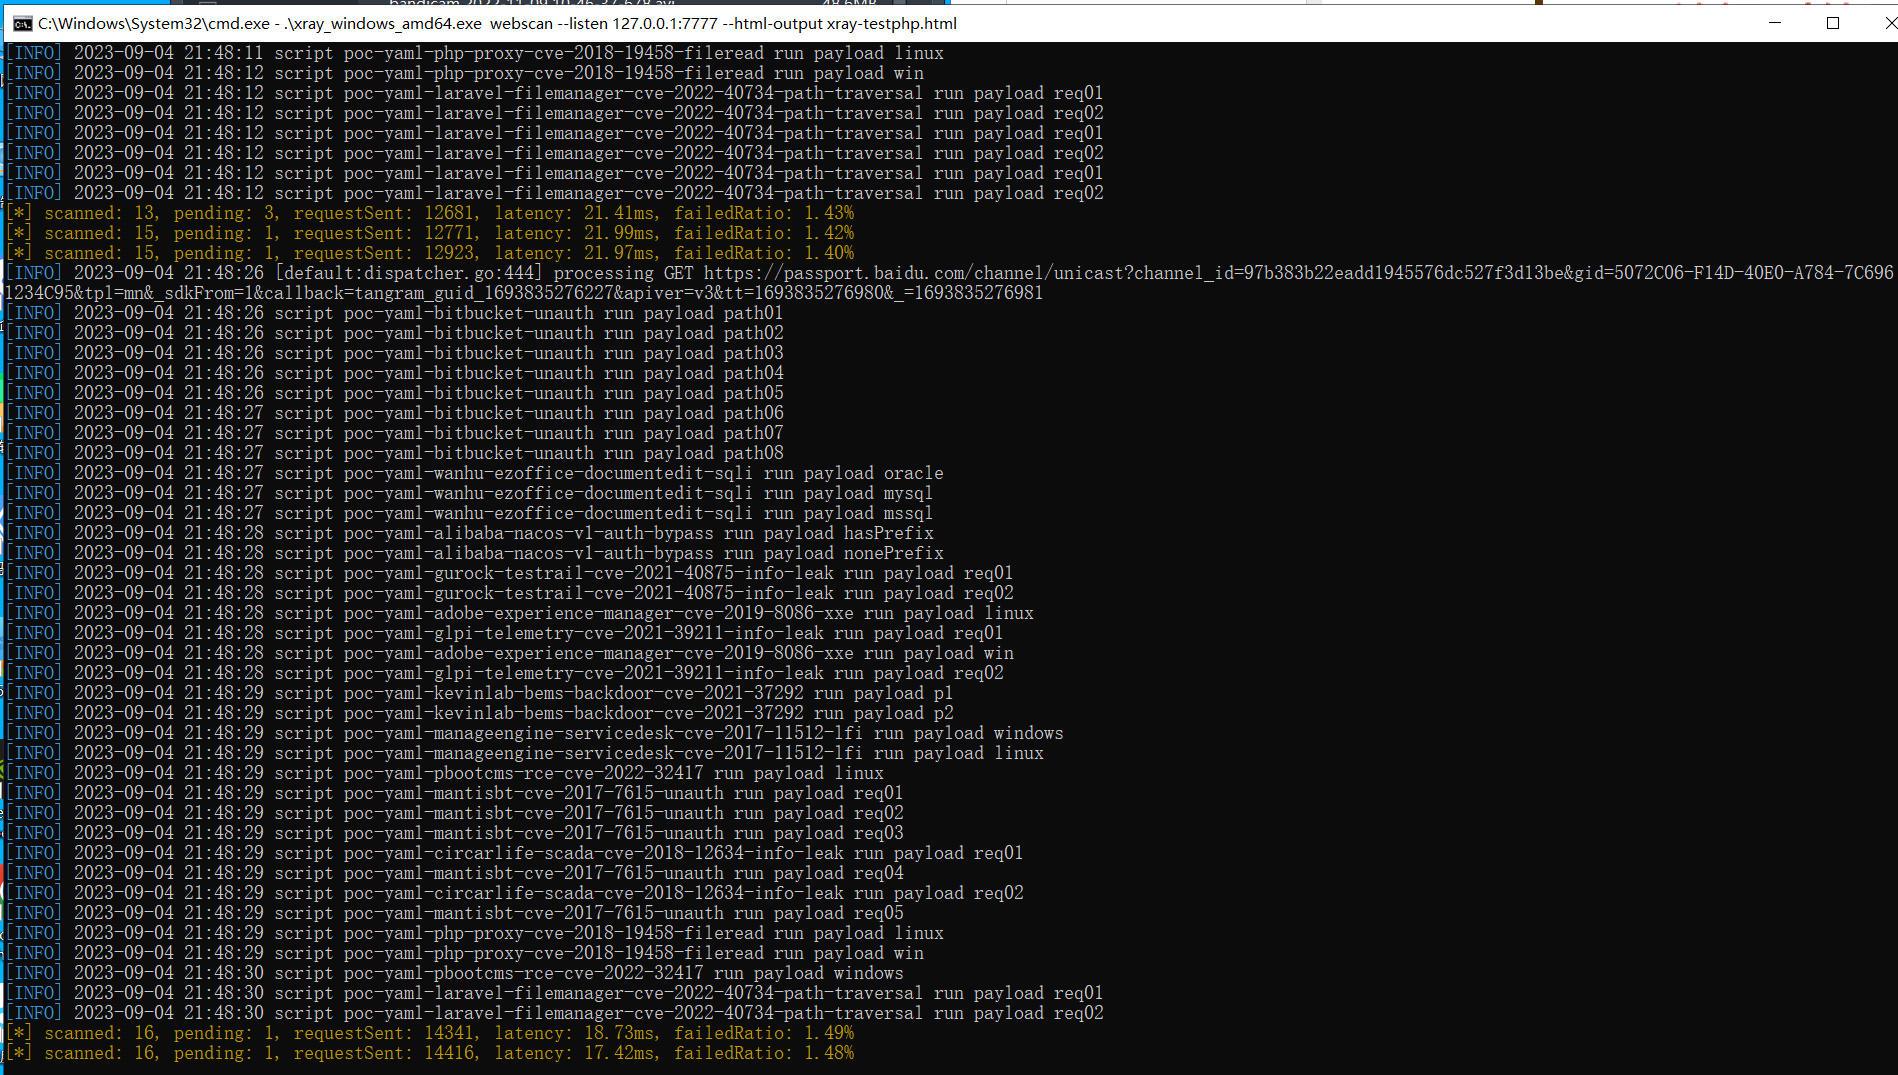 C:\Windows\System32\cmd.exe - .\xray_windows_amd64.exe  webscan --listen 127.0.0.1:7777 --html-output xray-testphp.html
[INFO] 2023-09-04 21:48:11 script poc-yaml-php-proxy-cve-2018-19458-fileread run payload linux
[INFO] 2023-09-04 21:48:12 script poc-yaml-php-proxy-cve-2018-19458-fileread run payload win
[INFO] 2023-09-04 21:48:12 script poc-yaml-laravel-filemanager-cve-2022-40734-path-traversal run payload req01
[INFO] 2023-09-04 21:48:12 script poc-yaml-laravel-filemanager-cve-2022-40734-path-traversal run payload req02
[INFO] 2023-09-04 21:48:12 script poc-yaml-laravel-filemanager-cve-2022-40734-path-traversal run payload req01
[INFO] 2023-09-04 21:48:12 script poc-yaml-laravel-filemanager-cve-2022-40734-path-traversal run payload req02
[INFO] 2023-09-04 21:48:12 script poc-yaml-laravel-filemanager-cve-2022-40734-path-traversal run payload req01
[INFO] 2023-09-04 21:48:12 script poc-yaml-laravel-filemanager-cve-2022-40734-path-traversal run payload req02
[*] scanned: 13, pending: 3, requestSent: 12681, latency: 21.41ms, failedRatio: 1.43%
[*] scanned: 15, pending: 1, requestSent: 12771, latency: 21.99ms, failedRatio: 1.42%
[*] scanned: 15, pending: 1, requestSent: 12923, latency: 21.97ms, failedRatio: 1.40%
[INFO] 2023-09-04 21:48:26 [default:dispatcher.go:444] processing GET https://passport.baidu.com/channel/unicast?channel_id=97b383b22eadd1945576dc527f3d13be&gid=5072C06-F14D-40E0-A784-7C696
1234C95&tpl=mn&_sdkFrom=1&callback=tangram_guid_1693835276227&apiver=v3&tt=1693835276980&_=1693835276981
[INFO] 2023-09-04 21:48:26 script poc-yaml-bitbucket-unauth run payload path01
[INFO] 2023-09-04 21:48:26 script poc-yaml-bitbucket-unauth run payload path02
[INFO] 2023-09-04 21:48:26 script poc-yaml-bitbucket-unauth run payload path03
[INFO] 2023-09-04 21:48:26 script poc-yaml-bitbucket-unauth run payload path04
[INFO] 2023-09-04 21:48:26 script poc-yaml-bitbucket-unauth run payload path05
[INFO] 2023-09-04 21:48:27 script poc-yaml-bitbucket-unauth run payload path06
[INFO] 2023-09-04 21:48:27 script poc-yaml-bitbucket-unauth run payload path07
[INFO] 2023-09-04 21:48:27 script poc-yaml-bitbucket-unauth run payload path08
[INFO] 2023-09-04 21:48:27 script poc-yaml-wanhu-ezoffice-documentedit-sqli run payload oracle
[INFO] 2023-09-04 21:48:27 script poc-yaml-wanhu-ezoffice-documentedit-sqli run payload mysql
[INFO] 2023-09-04 21:48:27 script poc-yaml-wanhu-ezoffice-documentedit-sqli run payload mssql
[INFO] 2023-09-04 21:48:28 script poc-yaml-alibaba-nacos-v1-auth-bypass run payload hasPrefix
[INFO] 2023-09-04 21:48:28 script poc-yaml-alibaba-nacos-v1-auth-bypass run payload nonePrefix
[INFO] 2023-09-04 21:48:28 script poc-yaml-gurock-testrail-cve-2021-40875-info-leak run payload req01
[INFO] 2023-09-04 21:48:28 script poc-yaml-gurock-testrail-cve-2021-40875-info-leak run payload req02
[INFO] 2023-09-04 21:48:28 script poc-yaml-adobe-experience-manager-cve-2019-8086-xxe run payload linux
[INFO] 2023-09-04 21:48:28 script poc-yaml-glpi-telemetry-cve-2021-39211-info-leak run payload req01
[INFO] 2023-09-04 21:48:28 script poc-yaml-adobe-experience-manager-cve-2019-8086-xxe run payload win
[INFO] 2023-09-04 21:48:28 script poc-yaml-glpi-telemetry-cve-2021-39211-info-leak run payload req02
[INFO] 2023-09-04 21:48:29 script poc-yaml-kevinlab-bems-backdoor-cve-2021-37292 run payload p1
[INFO] 2023-09-04 21:48:29 script poc-yaml-kevinlab-bems-backdoor-cve-2021-37292 run payload p2
[INFO] 2023-09-04 21:48:29 script poc-yaml-manageengine-servicedesk-cve-2017-11512-lfi run payload windows
[INFO] 2023-09-04 21:48:29 script poc-yaml-manageengine-servicedesk-cve-2017-11512-lfi run payload linux
[INFO] 2023-09-04 21:48:29 script poc-yaml-pbootcms-rce-cve-2022-32417 run payload linux
[INFO] 2023-09-04 21:48:29 script poc-yaml-mantisbt-cve-2017-7615-unauth run payload req01
[INFO] 2023-09-04 21:48:29 script poc-yaml-mantisbt-cve-2017-7615-unauth run payload req02
[INFO] 2023-09-04 21:48:29 script poc-yaml-mantisbt-cve-2017-7615-unauth run payload req03
[INFO] 2023-09-04 21:48:29 script poc-yaml-circarlife-scada-cve-2018-12634-info-leak run payload req01
[INFO] 2023-09-04 21:48:29 script poc-yaml-mantisbt-cve-2017-7615-unauth run payload req04
[INFO] 2023-09-04 21:48:29 script poc-yaml-circarlife-scada-cve-2018-12634-info-leak run payload req02
[INFO] 2023-09-04 21:48:29 script poc-yaml-mantisbt-cve-2017-7615-unauth run payload req05
[INFO] 2023-09-04 21:48:29 script poc-yaml-php-proxy-cve-2018-19458-fileread run payload linux
[INFO] 2023-09-04 21:48:29 script poc-yaml-php-proxy-cve-2018-19458-fileread run payload win
[INFO] 2023-09-04 21:48:30 script poc-yaml-pbootcms-rce-cve-2022-32417 run payload windows
[INFO] 2023-09-04 21:48:30 script poc-yaml-laravel-filemanager-cve-2022-40734-path-traversal run payload req01
[INFO] 2023-09-04 21:48:30 script poc-yaml-laravel-filemanager-cve-2022-40734-path-traversal run payload req02
[*] scanned: 16, pending: 1, requestSent: 14341, latency: 18.73ms, failedRatio: 1.49%
[*] scanned: 16, pending: 1, requestSent: 14416, latency: 17.42ms, failedRatio: 1.48%